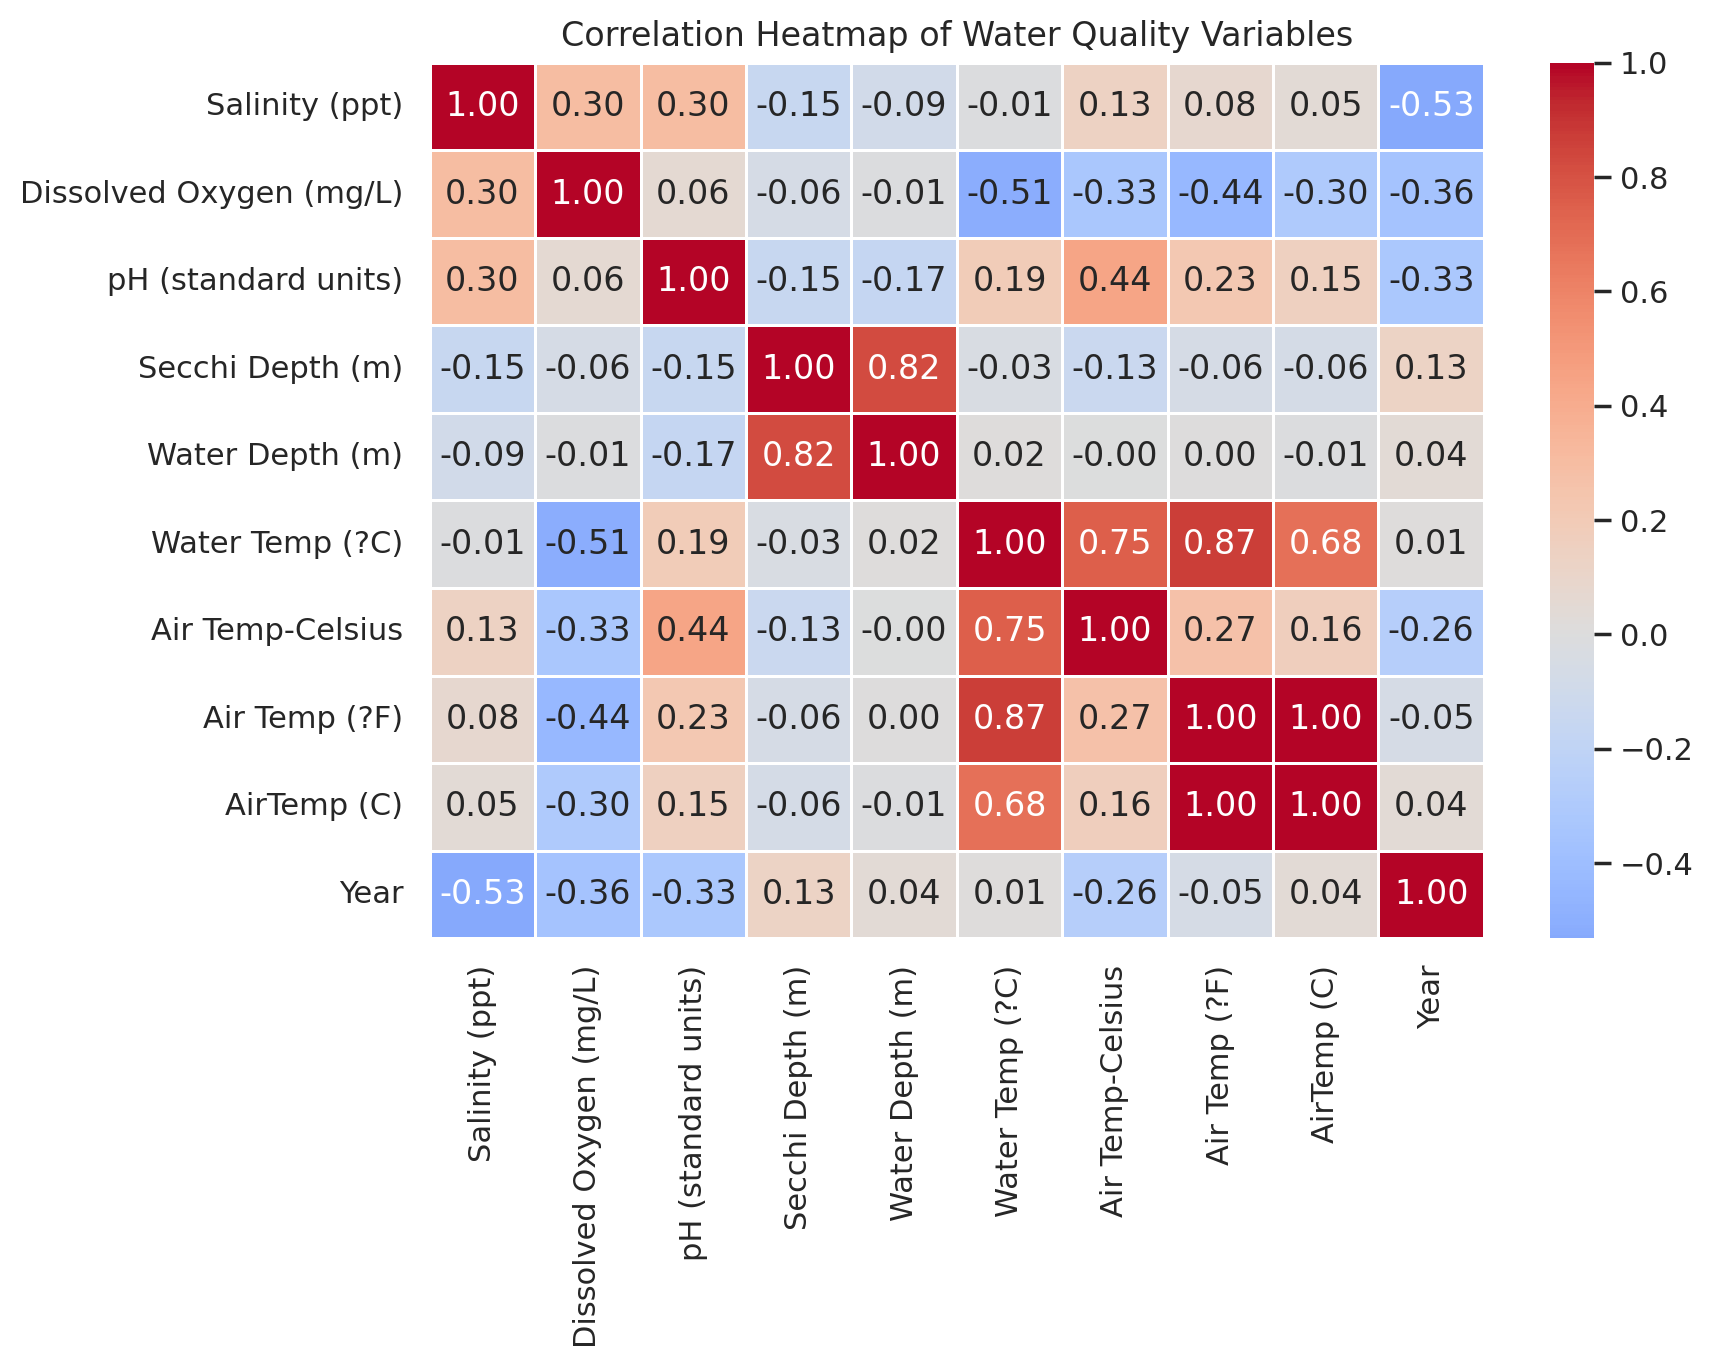 Correlation Heatmap of Water Quality Variables
Salinity (ppt) 1.00 0.30 0.30 -0.15 -0.09 -0.01 0.13 0.08 0.05 -0.53
Dissolved Oxygen (mg/L) 0.30 1.00 0.06 -0.06 -0.01 -0.51 -0.33 -0.44 -0.30 -0.36
pH (standard units) 0.30 0.06 1.00 -0.15 -0.17 0.19 0.44 0.23 0.15 -0.33
Secchi Depth (m) -0.15 -0.06 -0.15 1.00 0.82 -0.03 -0.13 -0.06 -0.06 0.13
Water Depth (m) -0.09 -0.01 -0.17 0.82 1.00 0.02 -0.00 0.00 -0.01 0.04
Water Temp (?C) -0.01 -0.51 0.19 -0.03 0.02 1.00 0.75 0.87 0.68 0.01
Air Temp-Celsius 0.13 -0.33 0.44 -0.13 -0.00 0.75 1.00 0.27 0.16 -0.26
Air Temp (?F) 0.08 -0.44 0.23 -0.06 0.00 0.87 0.27 1.00 1.00 -0.05
AirTemp (C) 0.05 -0.30 0.15 -0.06 -0.01 0.68 0.16 1.00 1.00 0.04
Year -0.53 -0.36 -0.33 0.13 0.04 0.01 -0.26 -0.05 0.04 1.00
Salinity (ppt)
Dissolved Oxygen (mg/L)
pH (standard units)
Secchi Depth (m)
Water Depth (m)
Water Temp (?C)
Air Temp-Celsius
Air Temp (?F)
AirTemp (C)
Year
1.0
0.8
0.6
0.4
0.2
0.0
−0.2
−0.4